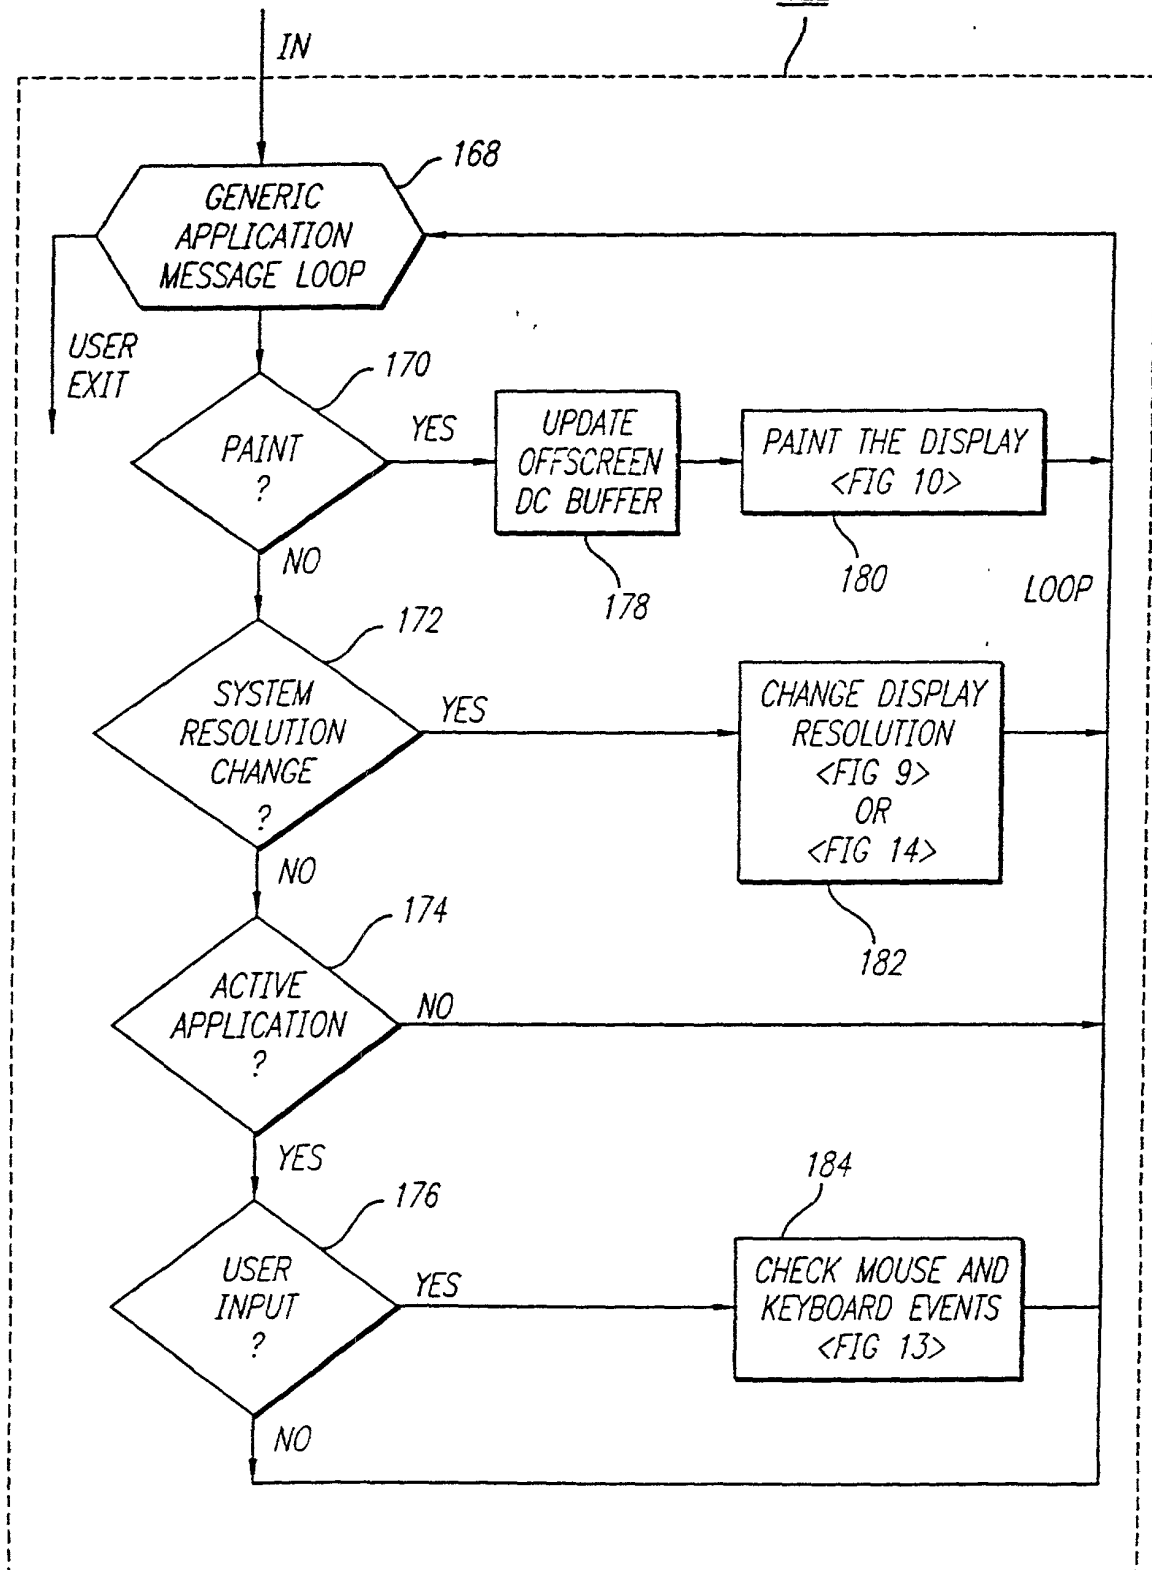 IN
168
GENERIC
APPLICATION
MESSAGE LOOP
USER
EXIT
170
PAINT
?
YES
UPDATE
OFFSCREEN
DC BUFFER
178
PAINT THE DISPLAY
<FIG 10>
180
LOOP
NO
172
SYSTEM
RESOLUTION
CHANGE
?
YES
CHANGE DISPLAY
RESOLUTION
<FIG 9>
OR
<FIG 14>
182
NO
174
ACTIVE
APPLICATION
?
NO
YES
176
USER
INPUT
?
YES
184
CHECK MOUSE AND
KEYBOARD EVENTS
<FIG 13>
NO